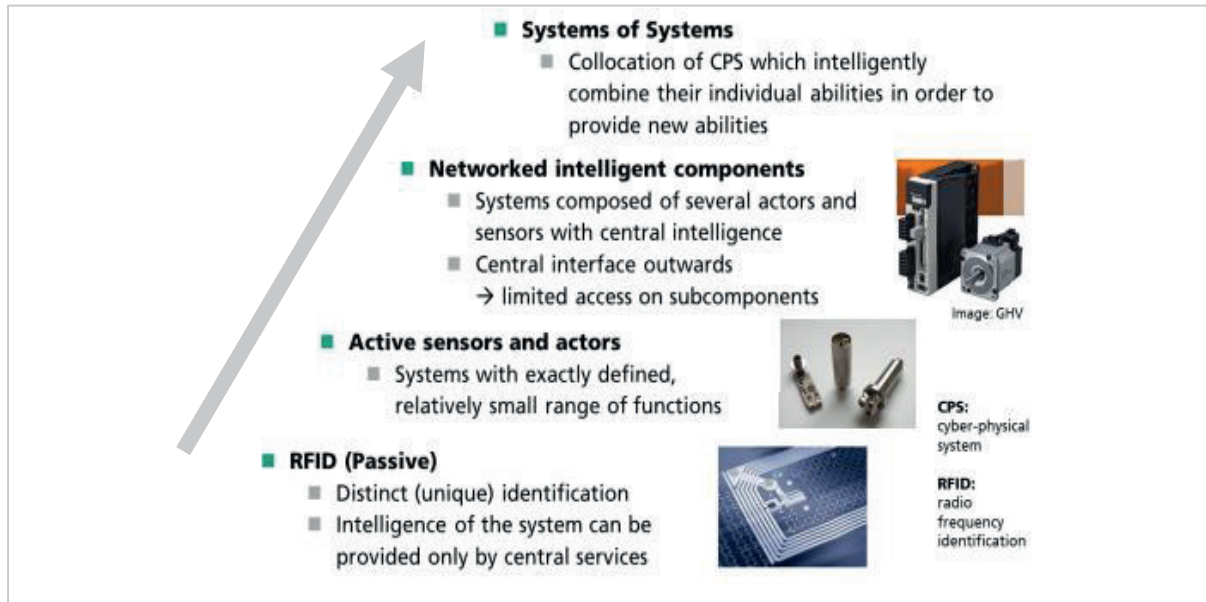 Systems of Systems
Collocation of CPS which intelligently
combine their individual abilities in order to
provide new abilities
Networked intelligent components
Systems composed of several actors and
sensors with central intelligence
Central interface outwards
→ limited access on subcomponents
Image: GHV
Active sensors and actors
Systems with exactly defined,
relatively small range of functions
CPS:
cyber-physical
system
RFID (Passive)
Distinct (unique) identification
Intelligence of the system can be
provided only by central services
RFID:
radio
frequency
identification